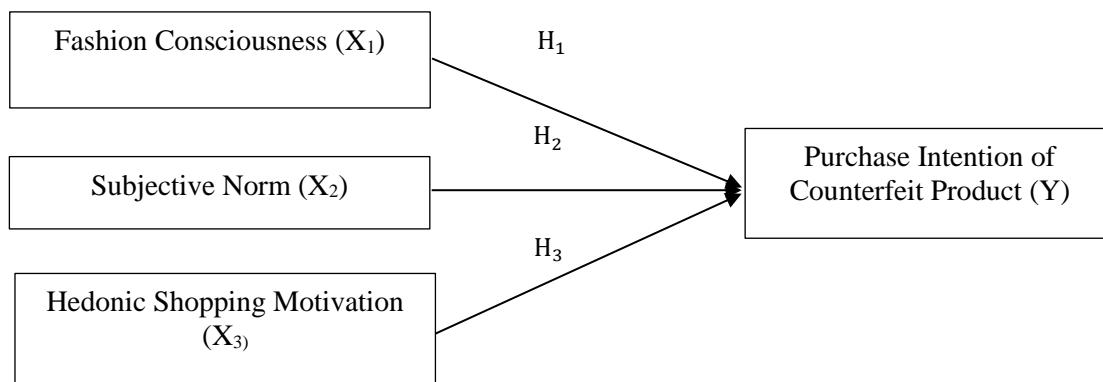 Fashion Consciousness (X₁)
H₁
H₂
Purchase Intention of
Counterfeit Product (Y)
Subjective Norm (X₂)
H₃
Hedonic Shopping Motivation
(X₃₎